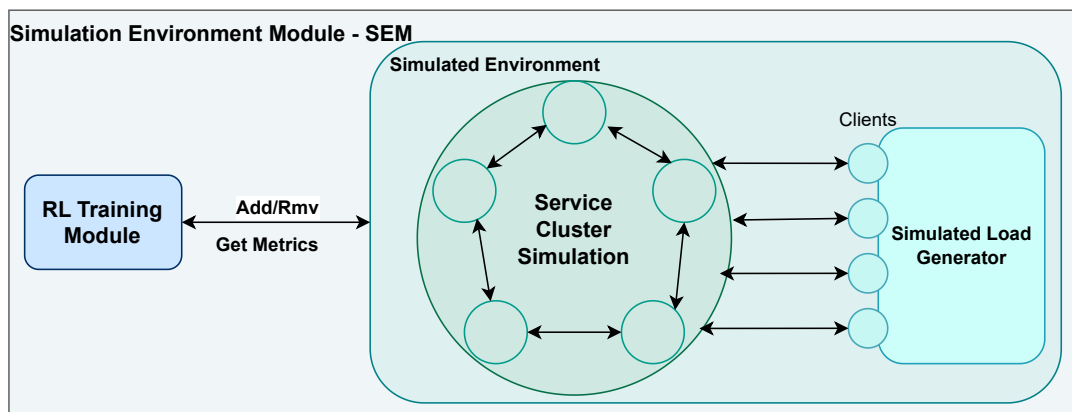 Simulation Environment Module - SEM
Simulated Environment
Clients
RL Training
Module
Add/Rmv
Get Metrics
Service
Cluster
Simulation
Simulated Load
Generator